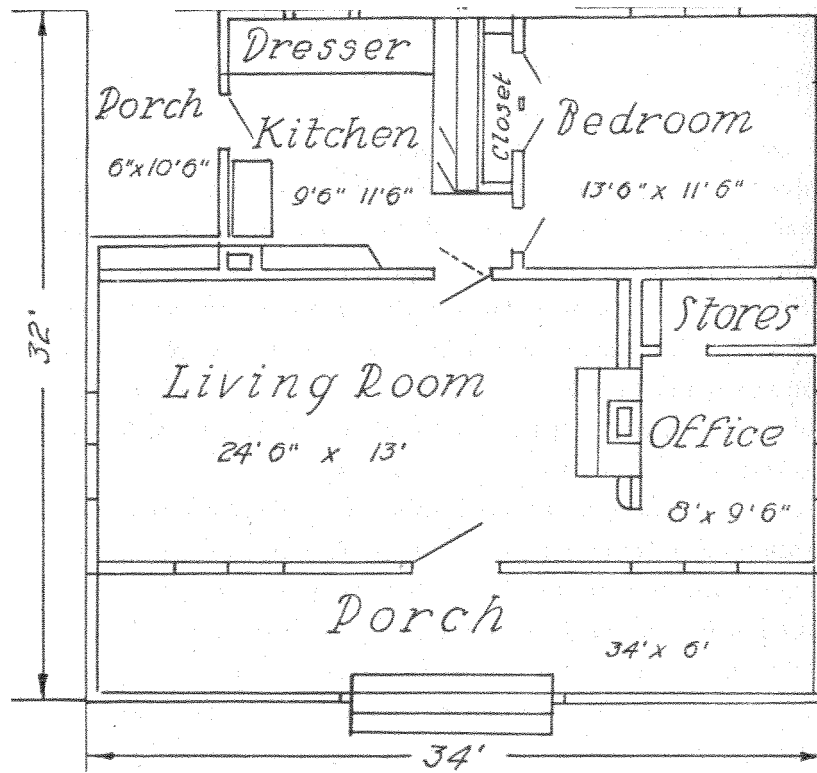 Dresser
Porch
6"x10'6"
Kitchen
9'6" 11'6"
Closet
Bedroom
13'6" x 11'6"
32'
Stores
Living Room
24'6" x 13'
Office
8' x 9'6"
Porch
34' x 6'
34'